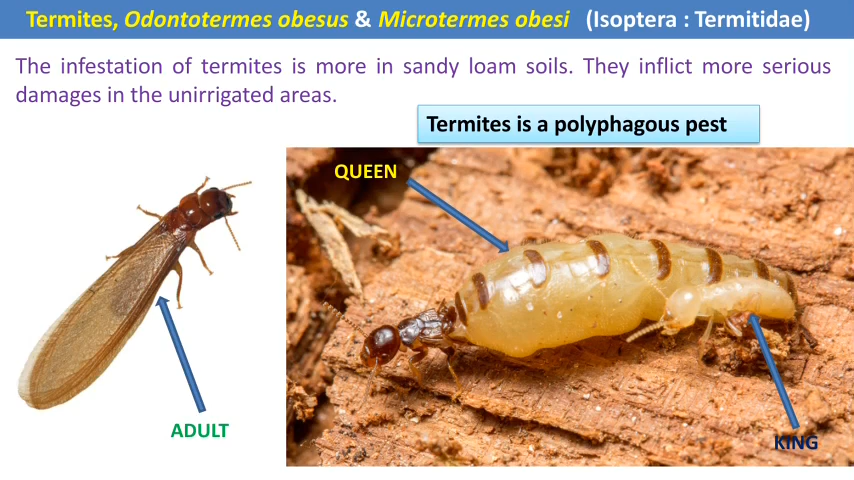 Termites, Odontotermes obesus & Microtermes obesi (Isoptera : Termitidae)
The infestation of termites is more in sandy loam soils. They inflict more serious
damages in the unirrigated areas.
Termites is a polyphagous pest
QUEEN
ADULT
KING